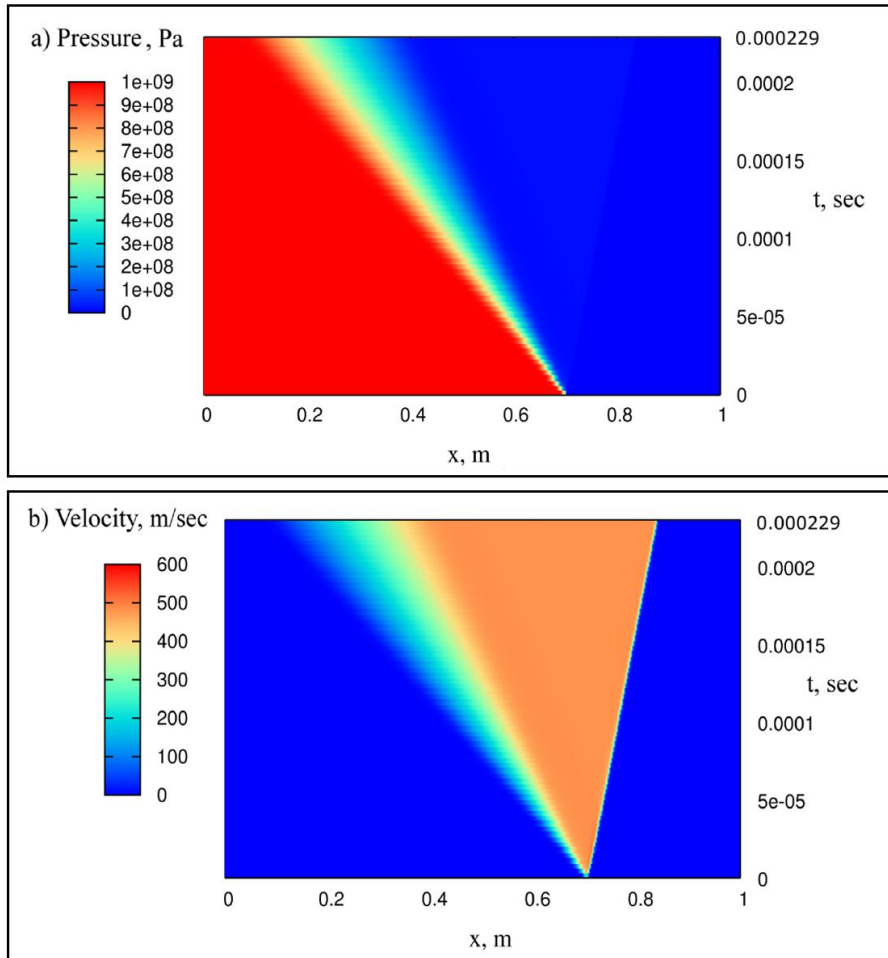 a) Pressure , Pa
1e+09
9e+08
8e+08
7e+08
6e+08
5e+08
4e+08
3e+08
2e+08
1e+08
0
0.000229
0.0002
0.00015
t, sec
0.0001
5e-05
0
0 0.2 0.4 0.6 0.8 1
x, m
b) Velocity, m/sec
600
500
400
300
200
100
0
0.000229
0.0002
0.00015
t, sec
0.0001
5e-05
0
0 0.2 0.4 0.6 0.8 1
x, m